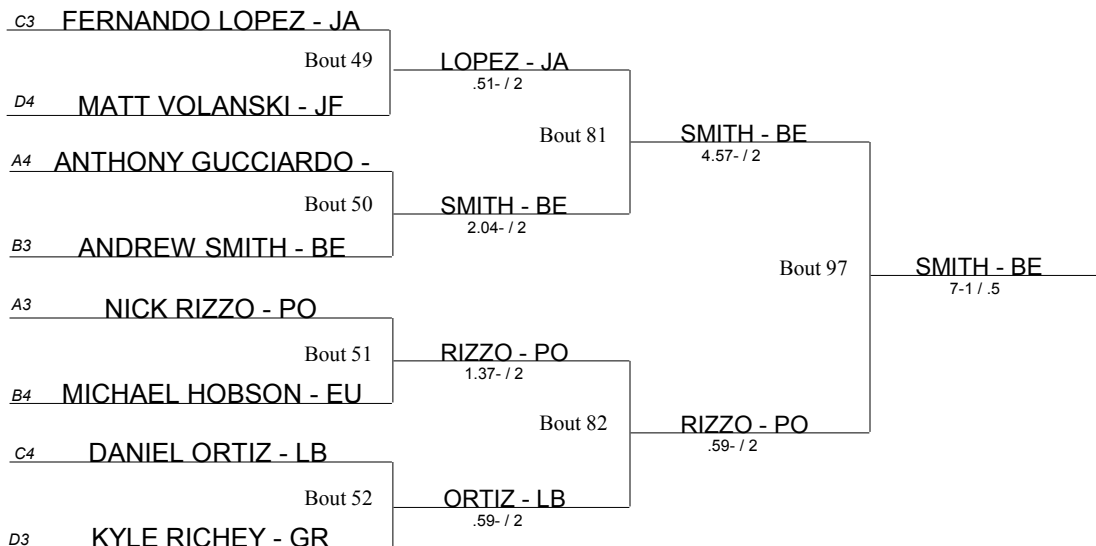 C3 FERNANDO LOPEZ - JA
Bout 49
LOPEZ - JA
.51- / 2
D4 MATT VOLANSKI - JF
Bout 81
SMITH - BE
4.57- / 2
A4 ANTHONY GUCCIARDO -
Bout 50
SMITH - BE
2.04- / 2
B3 ANDREW SMITH - BE
Bout 97
SMITH - BE
7-1 / .5
A3 NICK RIZZO - PO
Bout 51
RIZZO - PO
1.37- / 2
B4 MICHAEL HOBSON - EU
Bout 82
RIZZO - PO
.59- / 2
C4 DANIEL ORTIZ - LB
Bout 52
ORTIZ - LB
.59- / 2
D3 KYLE RICHEY - GR